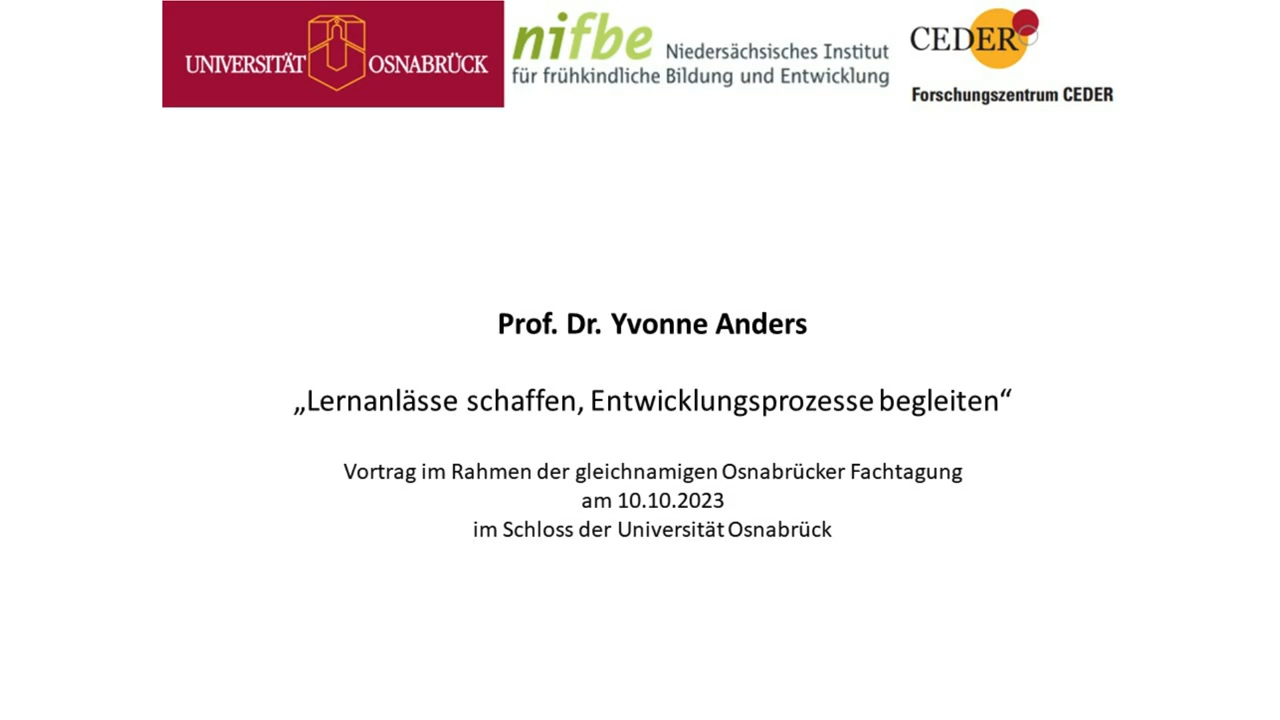 UNIVERSITÄT OSNABRÜCK
nifbe Niedersächsisches Institut
für frühkindliche Bildung und Entwicklung
CEDER
Forschungszentrum CEDER
Prof. Dr. Yvonne Anders
„Lernanlässe schaffen, Entwicklungsprozesse begleiten“
Vortrag im Rahmen der gleichnamigen Osnabrücker Fachtagung
am 10.10.2023
im Schloss der Universität Osnabrück